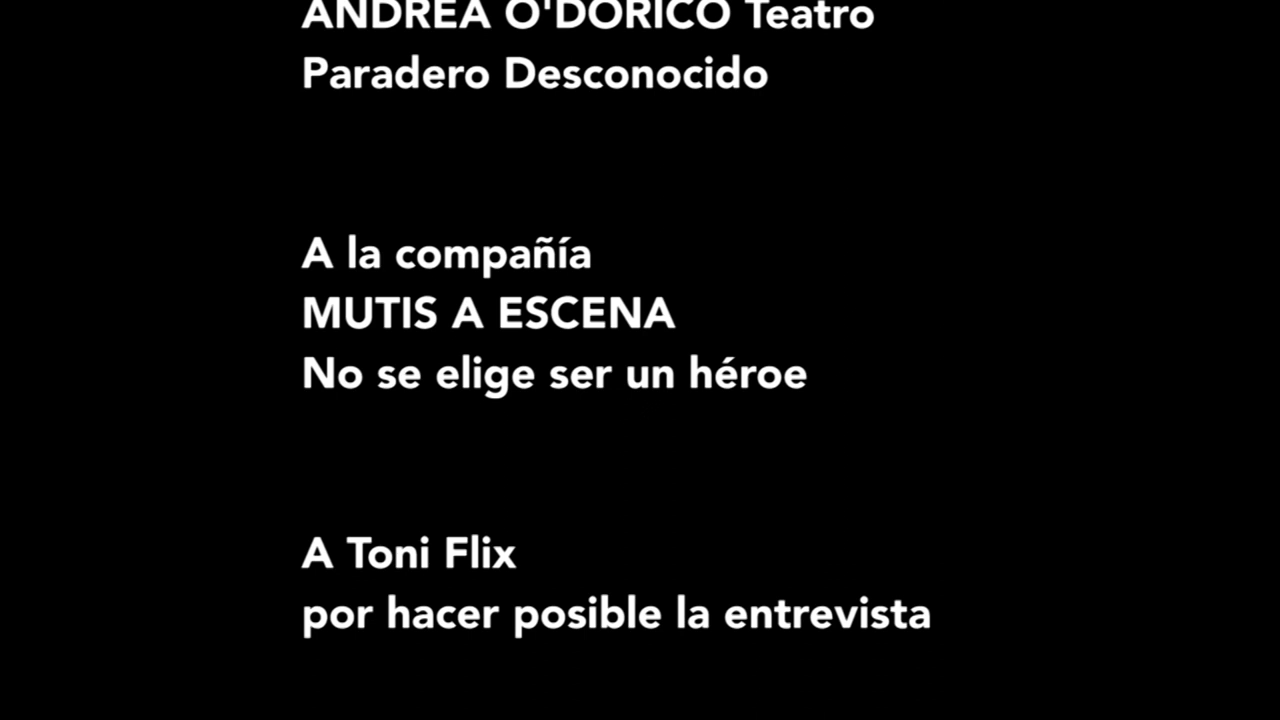 ANDREA O'DORICO Teatro
Paradero Desconocido
A la compañía
MUTIS A ESCENA
No se elige ser un héroe
A Toni Flix
por hacer posible la entrevista